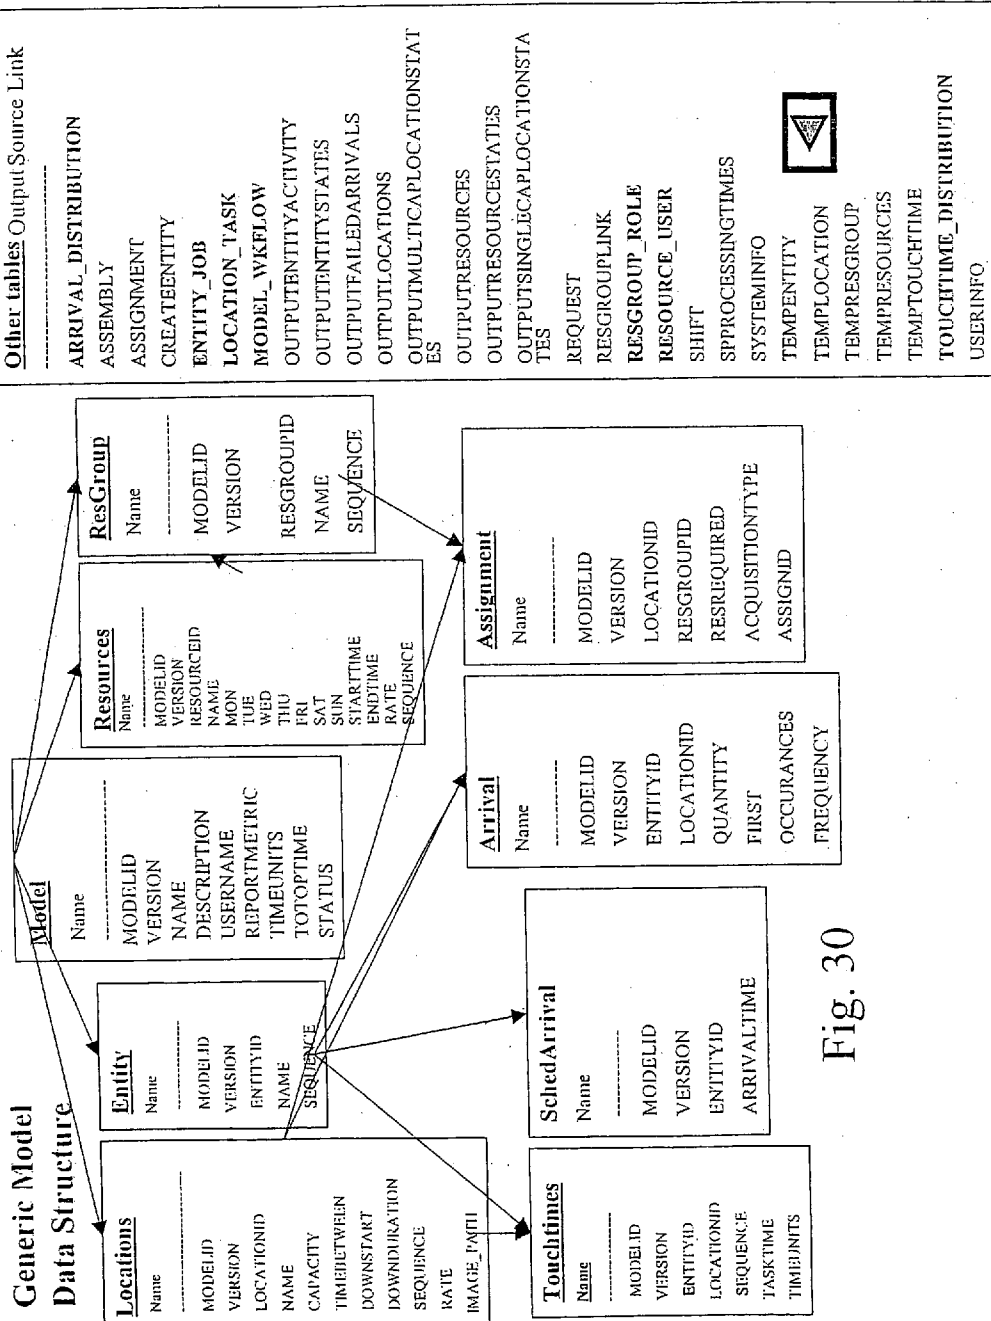 Generic Model
Data Structure
Locations
Name
MODELID
VERSION
LOCATIONID
NAME
CAPACITY
TIMEBETWEEN
DOWNSTART
DOWNDURATION
SEQUENCE
RATE
IMAGE_PATH
Entity
Name
MODELID
VERSION
ENTITYID
NAME
SEQUENCE
Model
Name
MODELID
VERSION
NAME
DESCRIPTION
USERNAME
REPORTMETRIC
TIMEUNITS
TOTOPTIME
STATUS
Resources
Name
MODELID
VERSION
RESOURCEID
NAME
MON
TUE
WED
THU
FRI
SAT
SUN
STARTTIME
ENDTIME
RATE
SEQUENCE
ResGroup
Name
MODELID
VERSION
RESGROUPID
NAME
SEQUENCE
Touchtimes
Name
MODELID
VERSION
ENTITYID
LOCATIONID
SEQUENCE
TASKTIME
TIMEUNITS
SchedArrival
Name
MODELID
VERSION
ENTITYID
ARRIVALTIME
Arrival
Name
MODELID
VERSION
ENTITYID
LOCATIONID
QUANTITY
FIRST
OCCURANCES
FREQUENCY
Assignment
Name
MODELID
VERSION
LOCATIONID
RESGROUPID
RESREQUIRED
ACQUISITIONTYPE
ASSIGNID
Other tables Output Source Link
ARRIVAL_DISTRIBUTION
ASSEMBLY
ASSIGNMENT
CREATEENTITY
ENTITY_JOB
LOCATION_TASK
MODEL_WKFLOW
OUTPUTENTITYACTIVITY
OUTPUTENTITYSTATES
OUTPUTFAILEDARRIVALS
OUTPUTLOCATIONS
OUTPUTMULTICAPLOCATIONSTAT
ES
OUTPUTRESOURCES
OUTPUTRESOURCESTATES
OUTPUTSINGLECAPLOCATIONSTA
TES
REQUEST
RESGROUPLINK
RESGROUP_ROLE
RESOURCE_USER
SHIFT
SPPROCESSINGTIMES
SYSTEMINFO
TEMPENTITY
TEMPLOCATION
TEMPRESGROUP
TEMPRESOURCES
TEMPTOUCHTIME
TOUCHTIME_DISTRIBUTION
USERINFO
Fig. 30